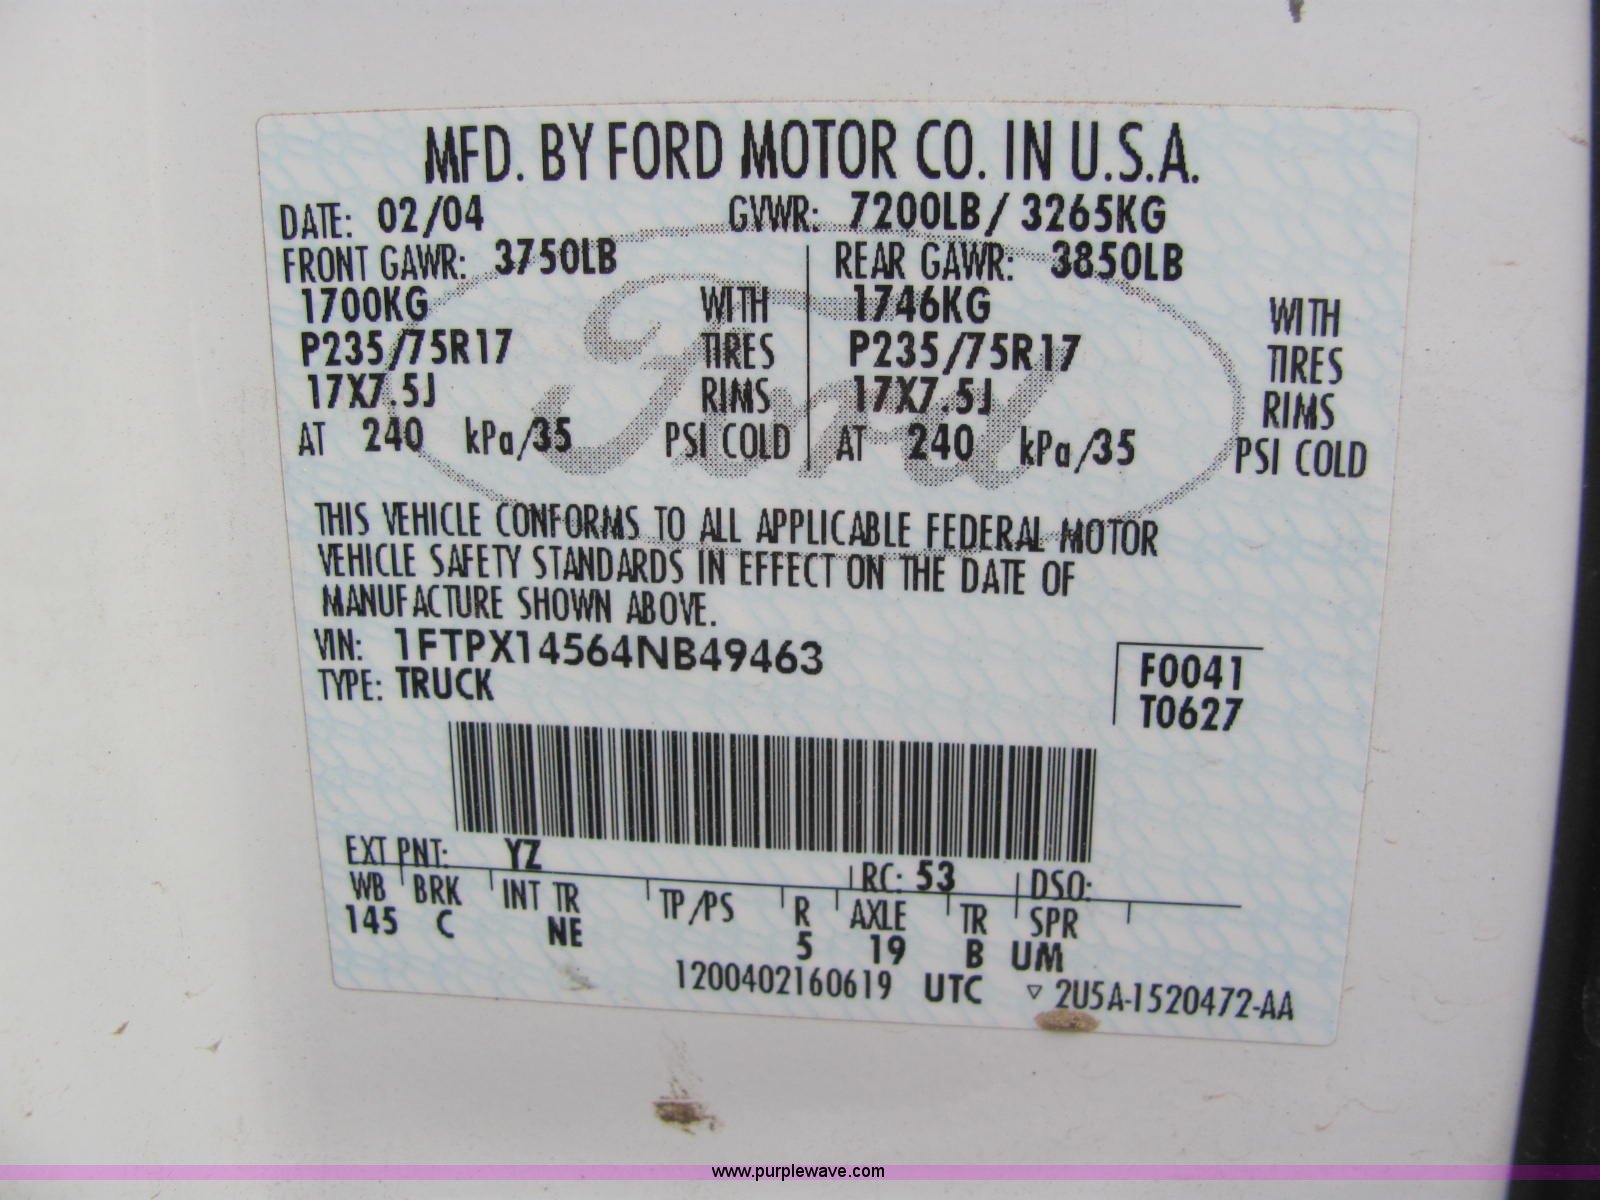 MFD. BY FORD MOTOR CO. IN U.S.A.
DATE: 02/04 GVWR: 7200LB / 3265KG
FRONT GAWR: 3750LB REAR GAWR: 3850LB
1700KG WITH 1746KG WITH
P235/75R17 TIRES P235/75R17 TIRES
17X7.5J RIMS 17X7.5J RIMS
AT 240 kPa/35 PSI COLD AT 240 kPa/35 PSI COLD
Ford
THIS VEHICLE CONFORMS TO ALL APPLICABLE FEDERAL MOTOR
VEHICLE SAFETY STANDARDS IN EFFECT ON THE DATE OF
MANUFACTURE SHOWN ABOVE.
VIN: 1FTPX14564NB49463 F0041
TYPE: TRUCK T0627
EXT PNT: YZ RC: 53 DSO:
WB BRK INT TR TP/PS R AXLE TR SPR
145 C NE 5 19 B UM
1200402160619 UTC ▽ 2U5A-1520472-AA
www.purplewave.com